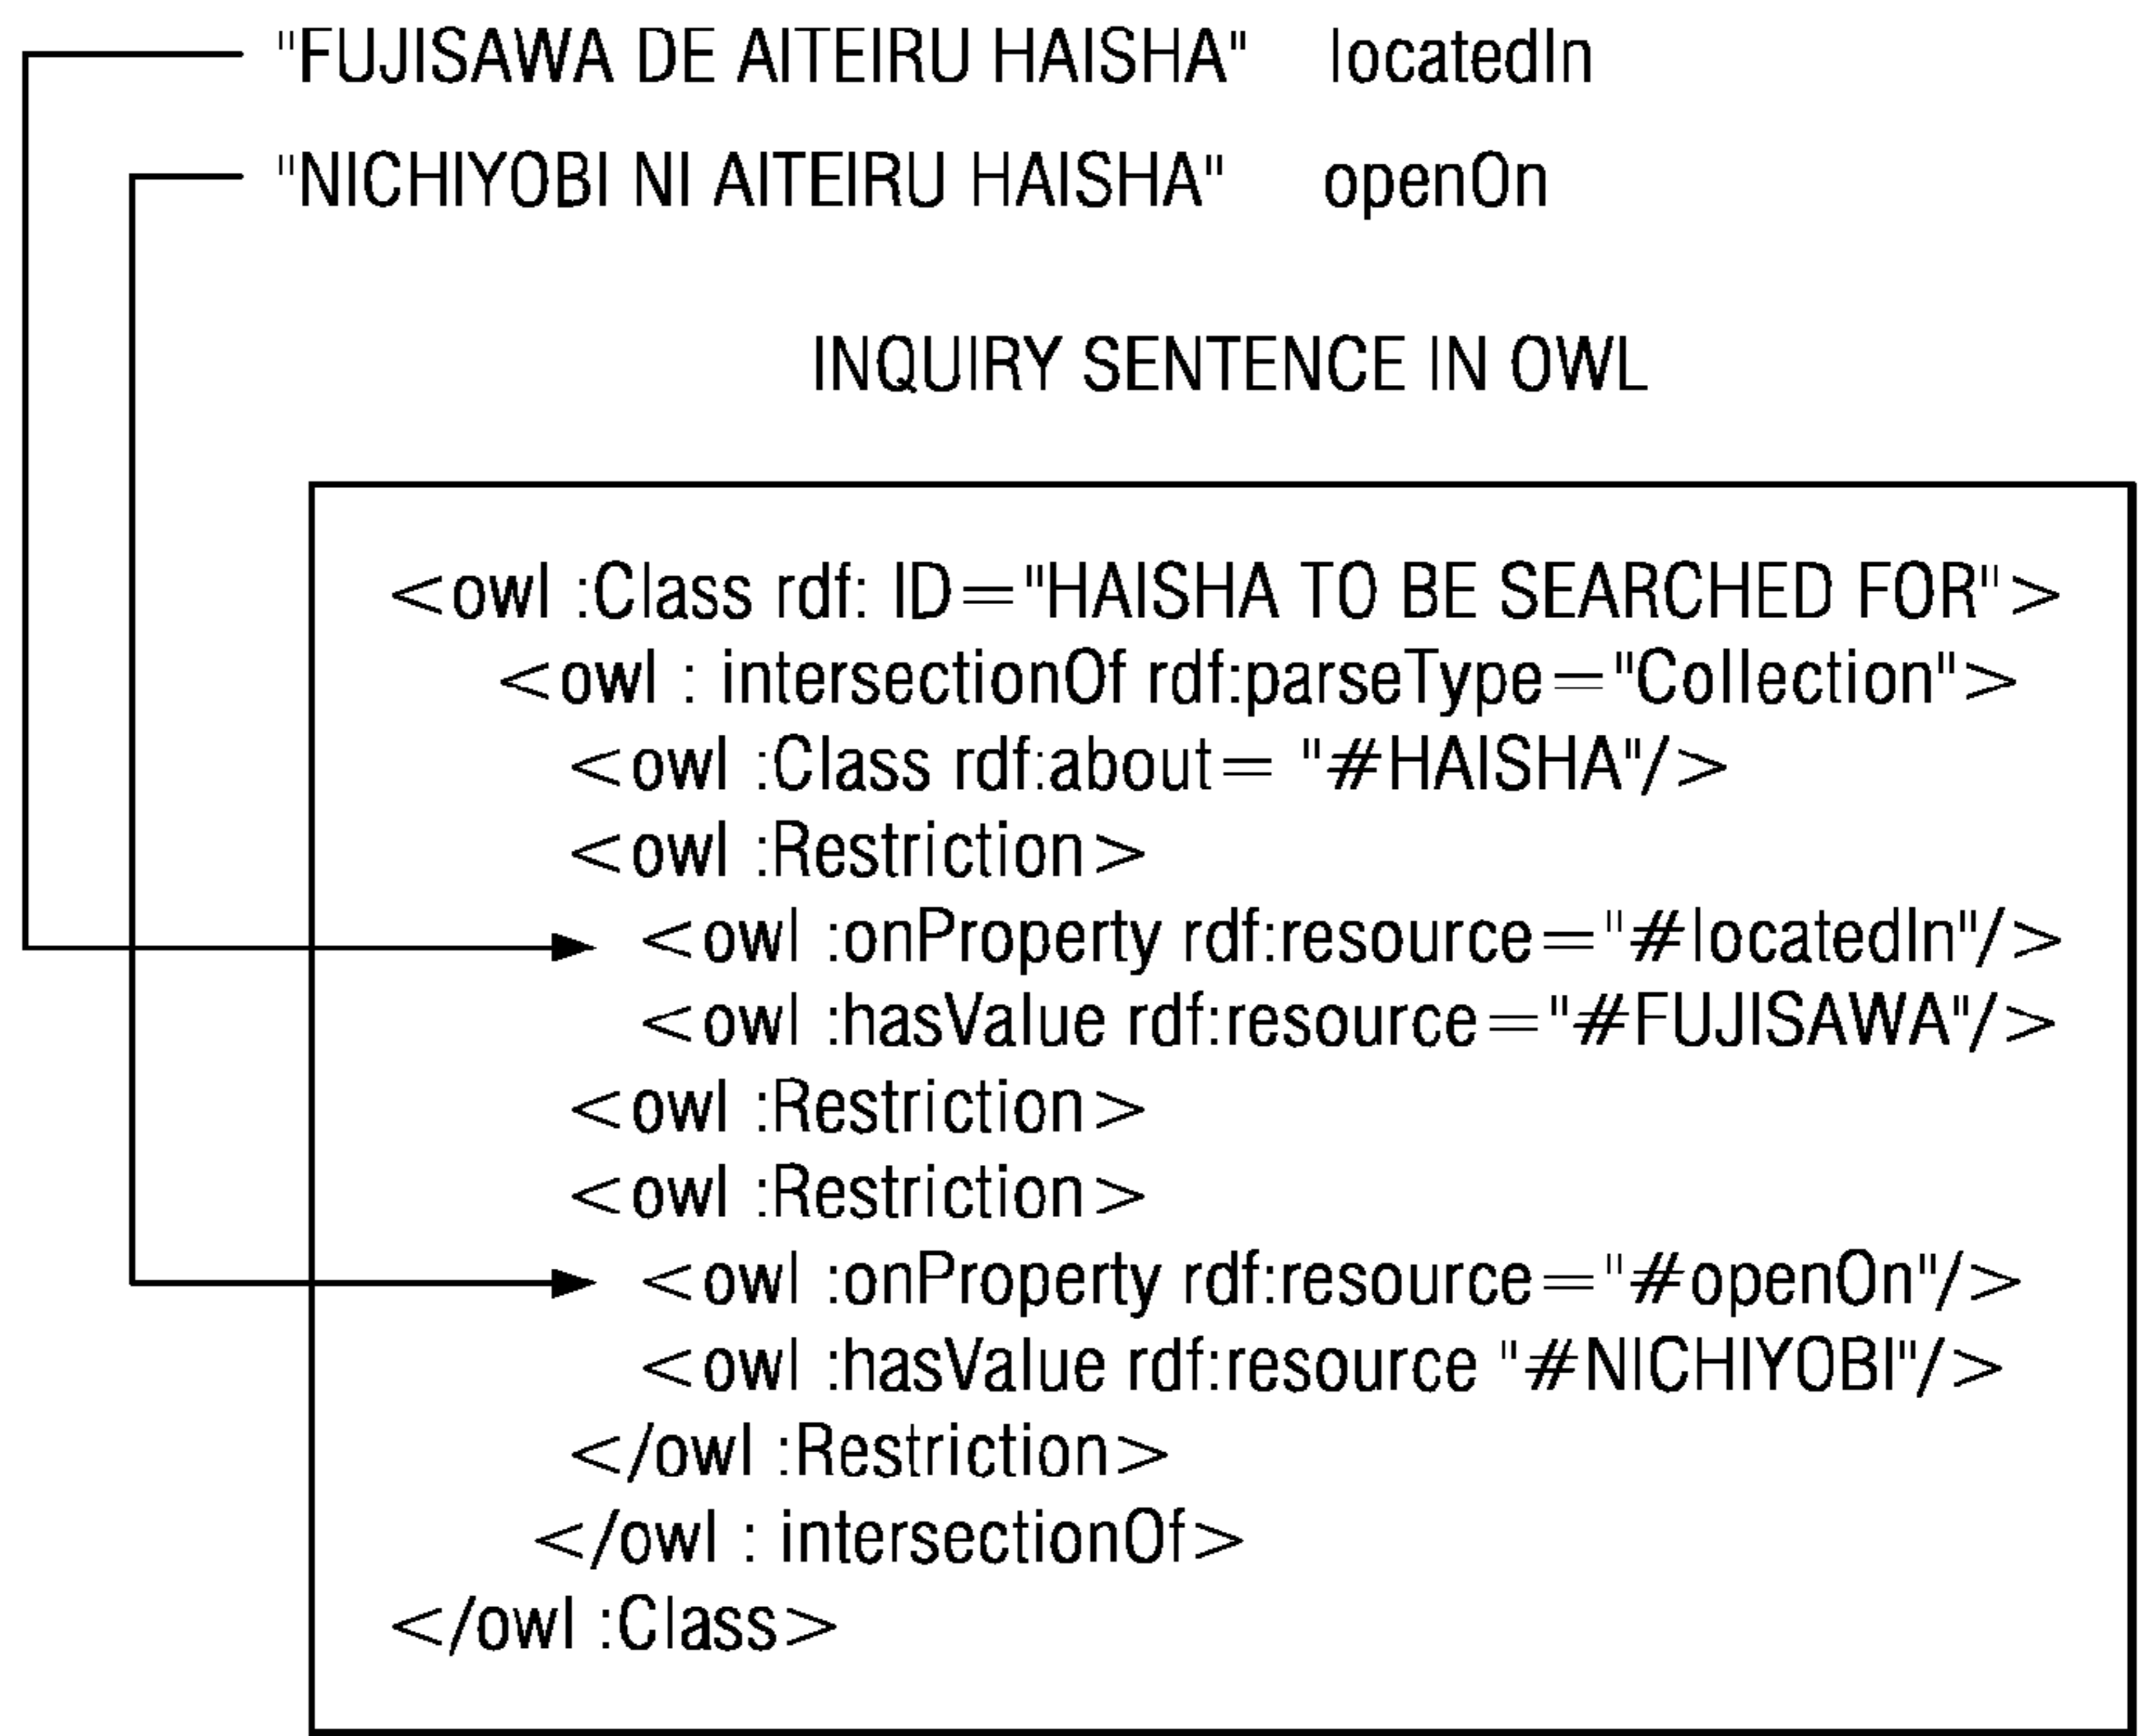 "FUJISAWA DE AITEIRU HAISHA" locatedIn
"NICHIYOBI NI AITEIRU HAISHA" openOn
INQUIRY SENTENCE IN OWL
<owl :Class rdf: ID="HAISHA TO BE SEARCHED FOR">
<owl : intersectionOf rdf:parseType="Collection">
<owl :Class rdf:about= "#HAISHA"/>
<owl :Restriction>
<owl :onProperty rdf:resource="#locatedIn"/>
<owl :hasValue rdf:resource="#FUJISAWA"/>
<owl :Restriction>
<owl :Restriction>
<owl :onProperty rdf:resource="#openOn"/>
<owl :hasValue rdf:resource "#NICHIYOBI"/>
</owl :Restriction>
</owl : intersectionOf>
</owl :Class>